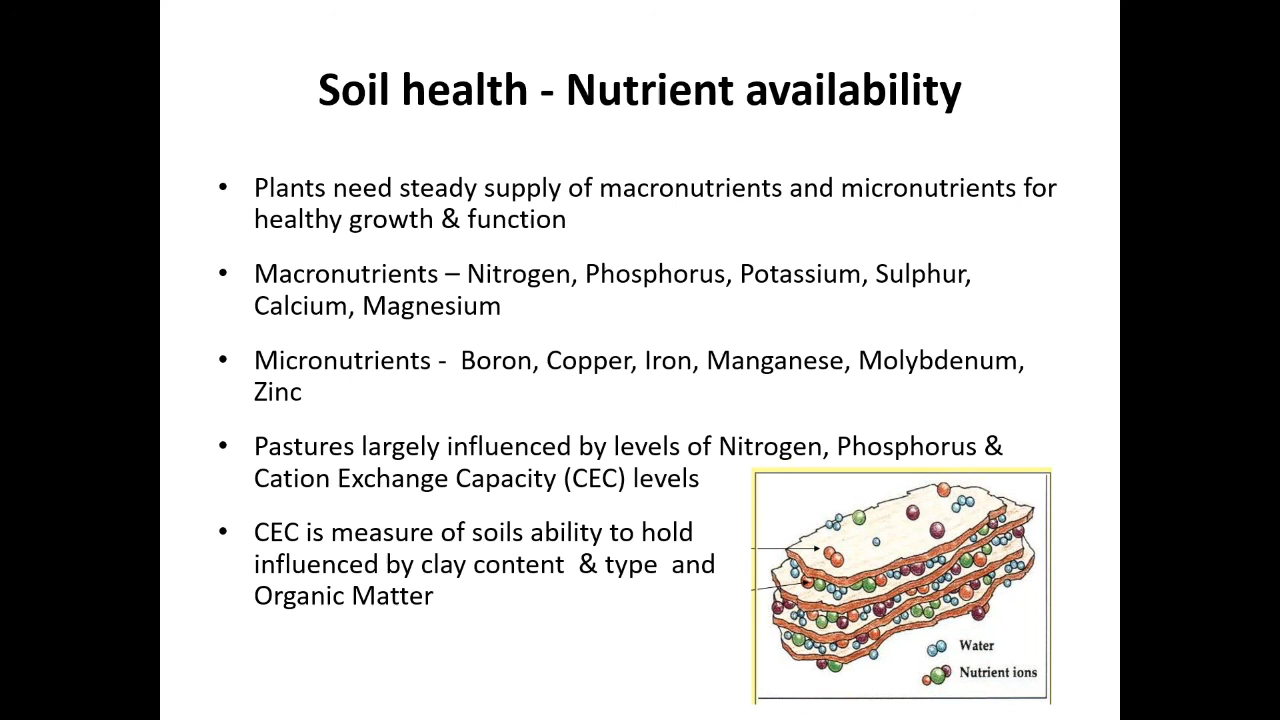 Soil health - Nutrient availability
• Plants need steady supply of macronutrients and micronutrients for
healthy growth & function
• Macronutrients – Nitrogen, Phosphorus, Potassium, Sulphur,
Calcium, Magnesium
• Micronutrients -  Boron, Copper, Iron, Manganese, Molybdenum,
Zinc
• Pastures largely influenced by levels of Nitrogen, Phosphorus &
Cation Exchange Capacity (CEC) levels
• CEC is measure of soils ability to hold
influenced by clay content  & type  and
Organic Matter
Water
Nutrient ions